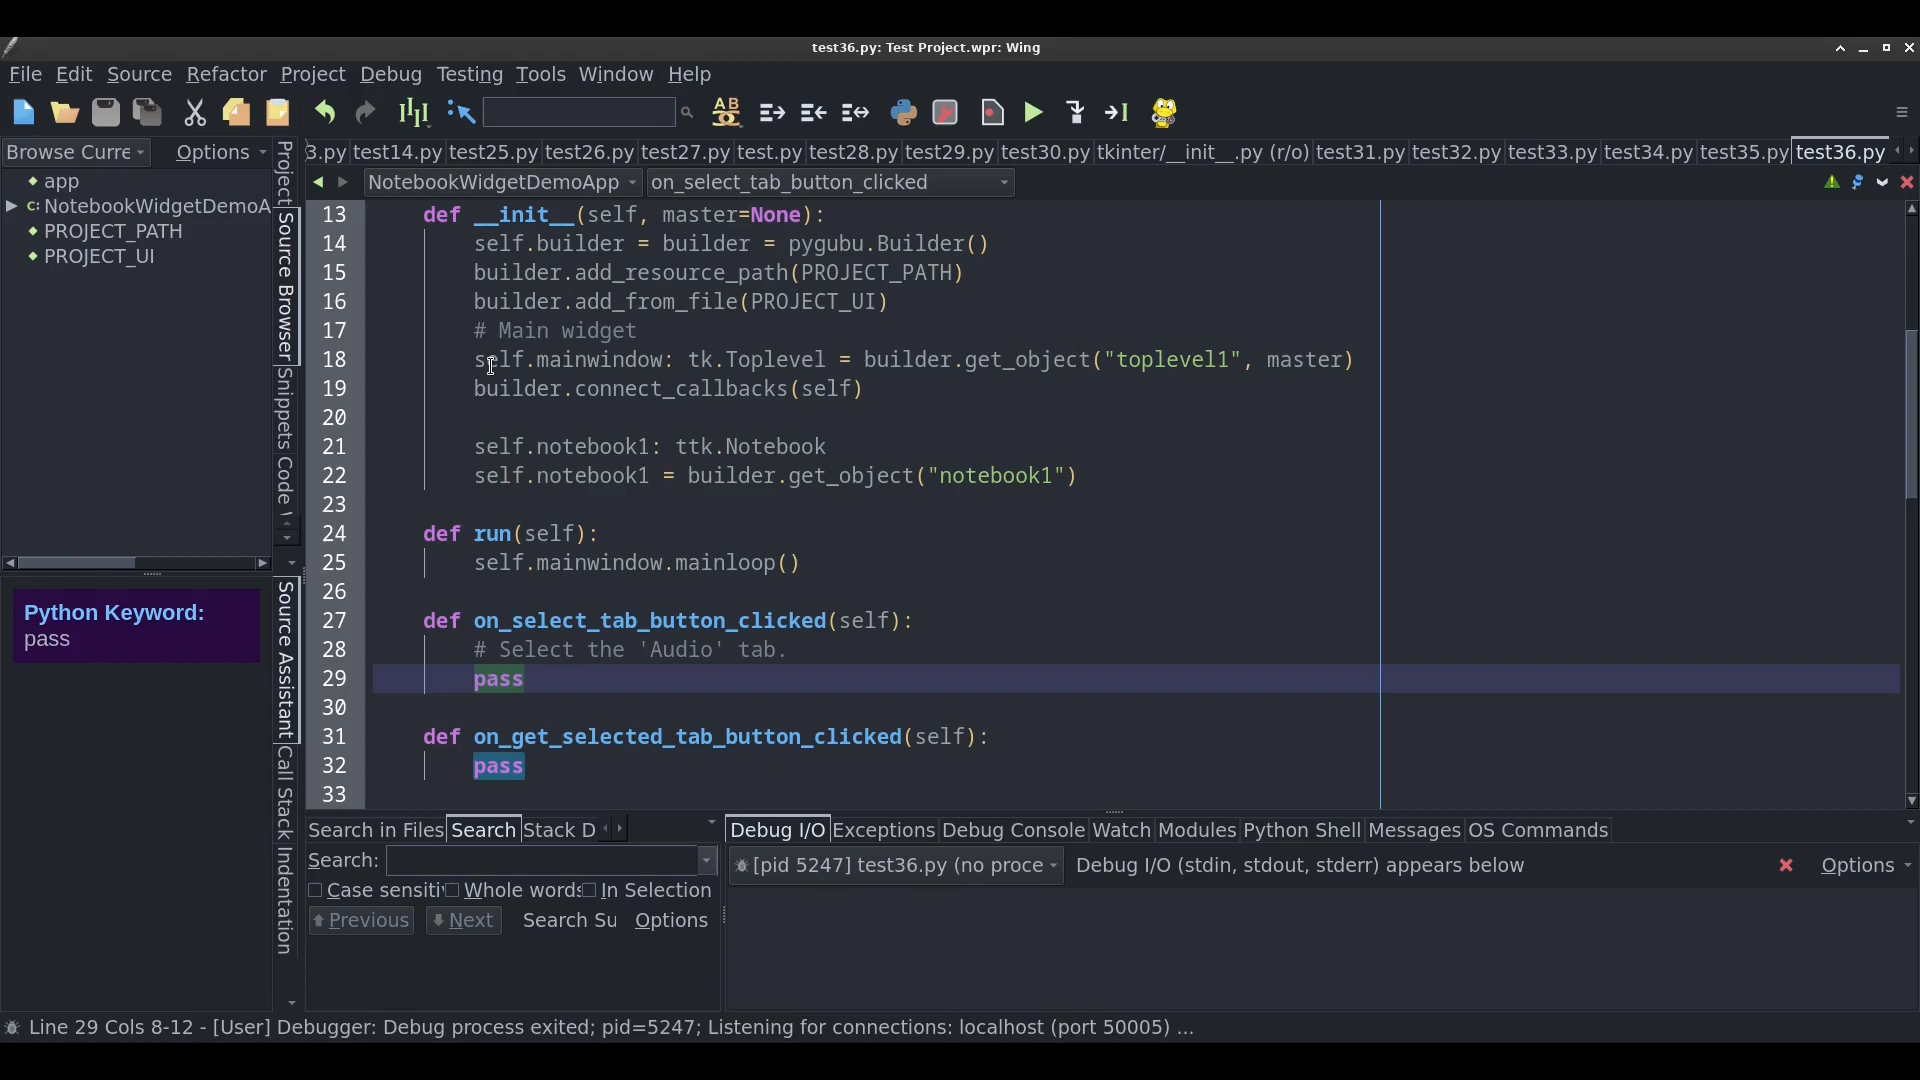 test36.py: Test Project.wpr: Wing
File Edit Source Refactor Project Debug Testing Tools Window Help
AB
Browse Curre Options
3.py test14.py test25.py test26.py test27.py test.py test28.py test29.py test30.py tkinter/__init__.py (r/o) test31.py test32.py test33.py test34.py test35.py test36.py
NotebookWidgetDemoApp on_select_tab_button_clicked
app
C: NotebookWidgetDemoA
PROJECT_PATH
PROJECT_UI
Project
Source Browser
Snippets
Code
Python Keyword:
pass
Source Assistant
Call Stack
Indentation
13 def __init__(self, master=None):
14 self.builder = builder = pygubu.Builder()
15 builder.add_resource_path(PROJECT_PATH)
16 builder.add_from_file(PROJECT_UI)
17 # Main widget
18 self.mainwindow: tk.Toplevel = builder.get_object("toplevel1", master)
19 builder.connect_callbacks(self)
20
21 self.notebook1: ttk.Notebook
22 self.notebook1 = builder.get_object("notebook1")
23
24 def run(self):
25 self.mainwindow.mainloop()
26
27 def on_select_tab_button_clicked(self):
28 # Select the 'Audio' tab.
29 pass
30
31 def on_get_selected_tab_button_clicked(self):
32 pass
33
Search in Files Search Stack D
Search:
Case sensitiv Whole words In Selection
Previous Next Search Su Options
Debug I/O Exceptions Debug Console Watch Modules Python Shell Messages OS Commands
[pid 5247] test36.py (no proce Debug I/O (stdin, stdout, stderr) appears below Options
Line 29 Cols 8-12 - [User] Debugger: Debug process exited; pid=5247; Listening for connections: localhost (port 50005) ...